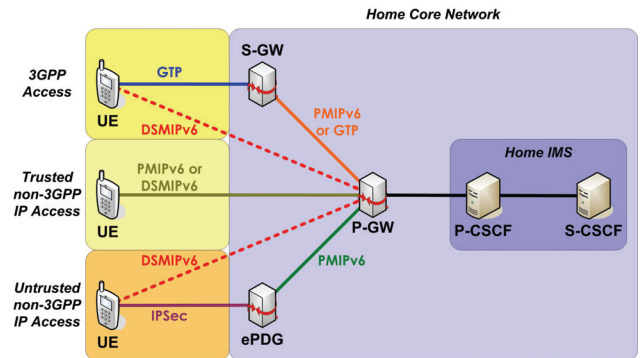 Home Core Network
S-GW
3GPP
Access
GTP
UE
DSMIPv6
PMIPv6
or GTP
Home IMS
Trusted
non-3GPP
IP Access
PMIPv6 or
DSMIPv6
UE
P-GW
P-CSCF
S-CSCF
Untrusted
non-3GPP
IP Access
DSMIPv6
PMIPv6
IPSec
UE
ePDG